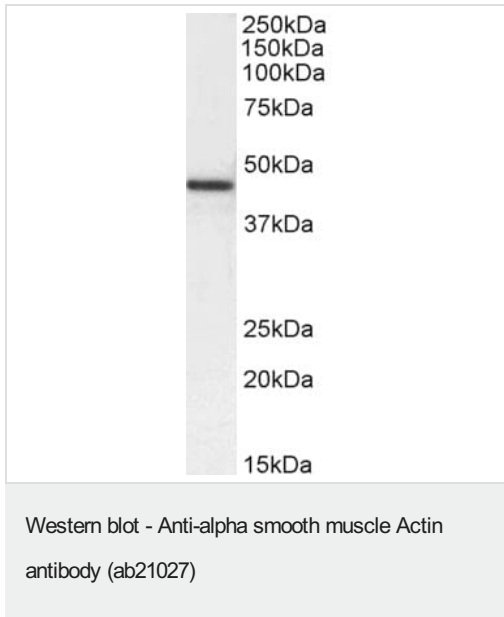 250kDa
150kDa
100kDa
75kDa
50kDa
37kDa
25kDa
20kDa
15kDa
Western blot - Anti-alpha smooth muscle Actin
antibody (ab21027)